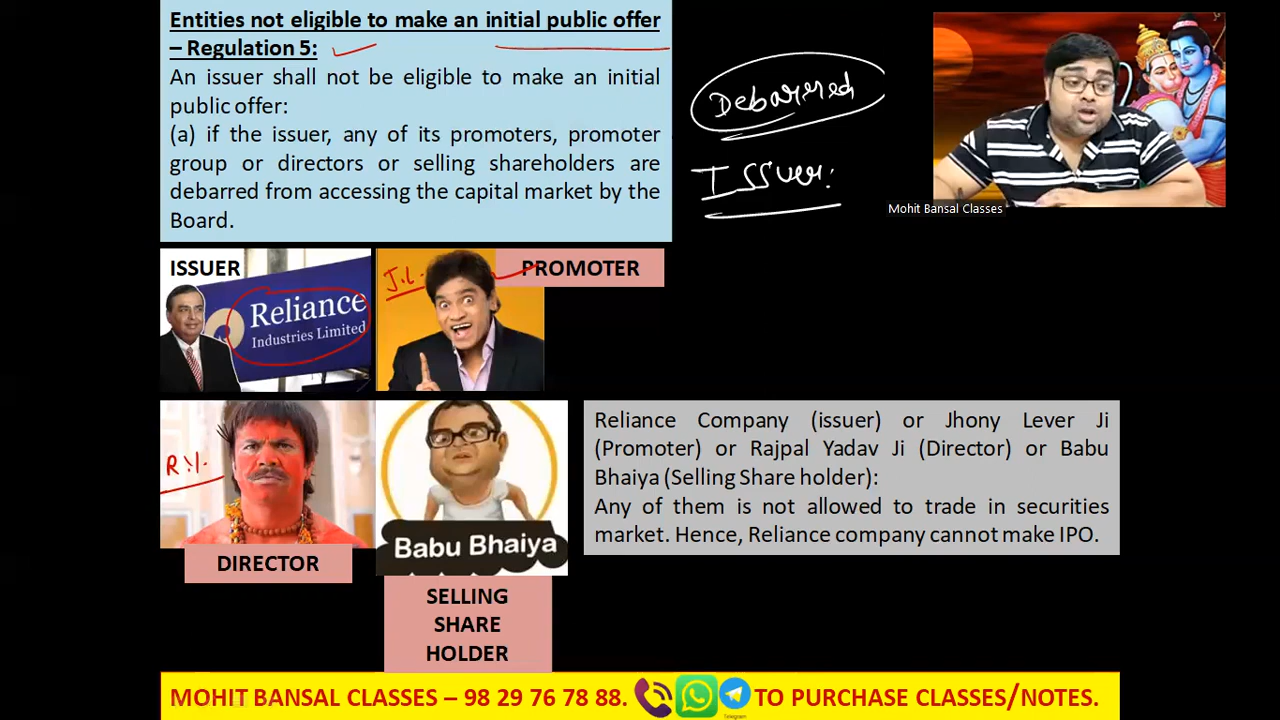 Entities not eligible to make an initial public offer
– Regulation 5:
An issuer shall not be eligible to make an initial
public offer:
(a) if the issuer, any of its promoters, promoter
group or directors or selling shareholders are
debarred from accessing the capital market by the
Board.
Debarred
Issuer:
Mohit Bansal Classes
ISSUER
Reliance
Industries Limited
J.L.
PROMOTER
R.Y.
DIRECTOR
Babu Bhaiya
SELLING
SHARE
HOLDER
Reliance Company (issuer) or Jhony Lever Ji
(Promoter) or Rajpal Yadav Ji (Director) or Babu
Bhaiya (Selling Share holder):
Any of them is not allowed to trade in securities
market. Hence, Reliance company cannot make IPO.
MOHIT BANSAL CLASSES – 98 29 76 78 88. TO PURCHASE CLASSES/NOTES.
Telegram